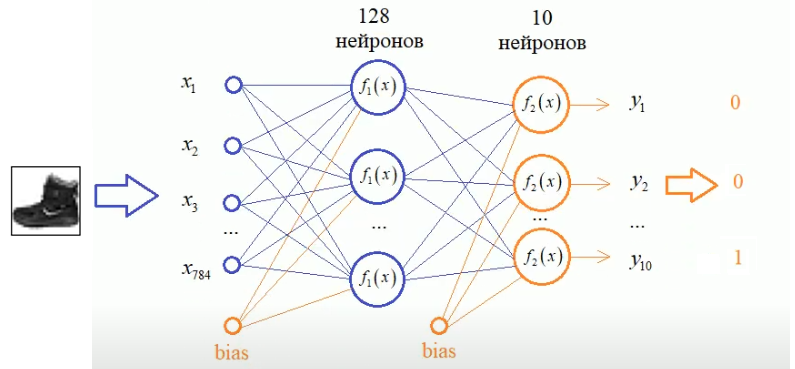 128
нейронов
10
нейронов
x1
x2
x3
...
x784
bias
f1(x)
f1(x)
...
f1(x)
bias
f2(x)
f2(x)
...
f2(x)
y1
y2
...
y10
0
0
1